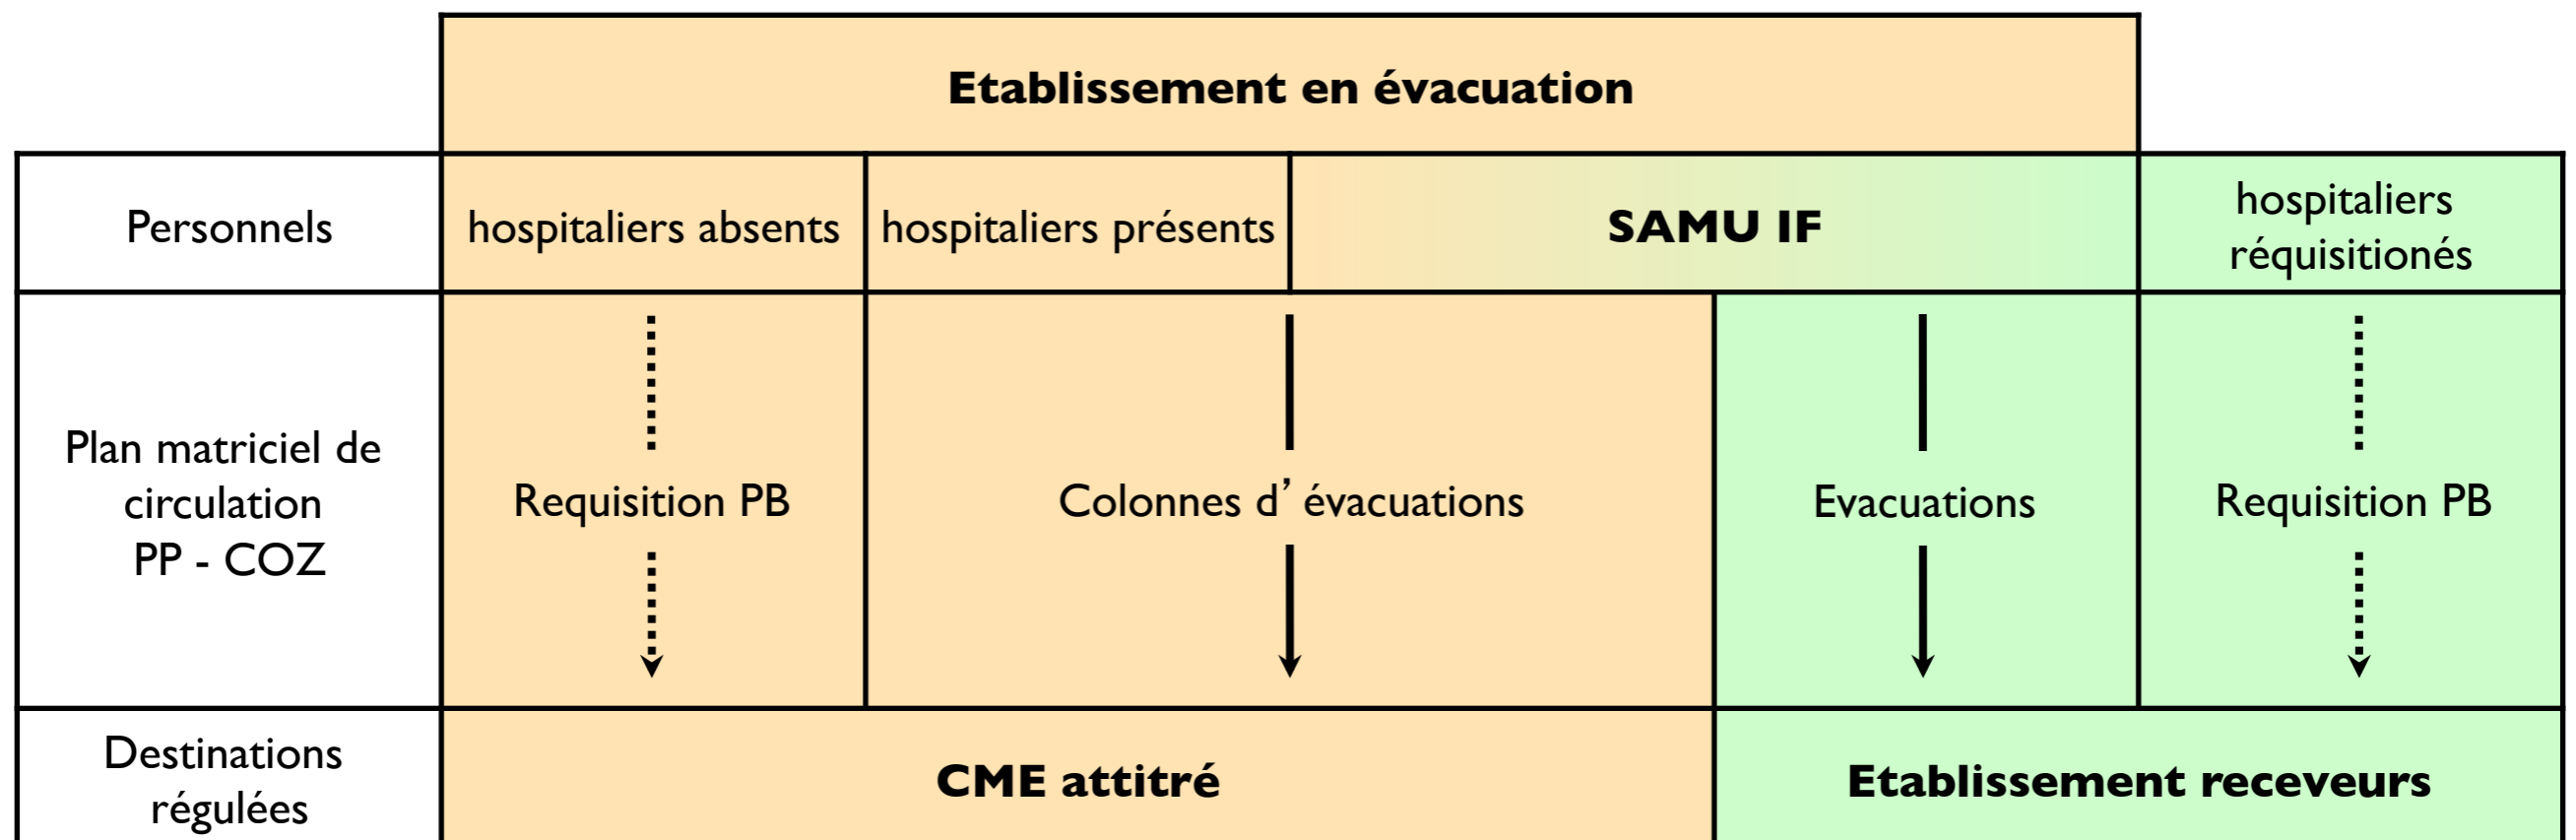 Etablissement en évacuation
Personnels
hospitaliers absents
hospitaliers présents
SAMU IF
hospitaliers
réquisitionés
Plan matriciel de
circulation
PP - COZ
Requisition PB
Colonnes d’ évacuations
Evacuations
Requisition PB
Destinations
régulées
CME attitré
Etablissement receveurs